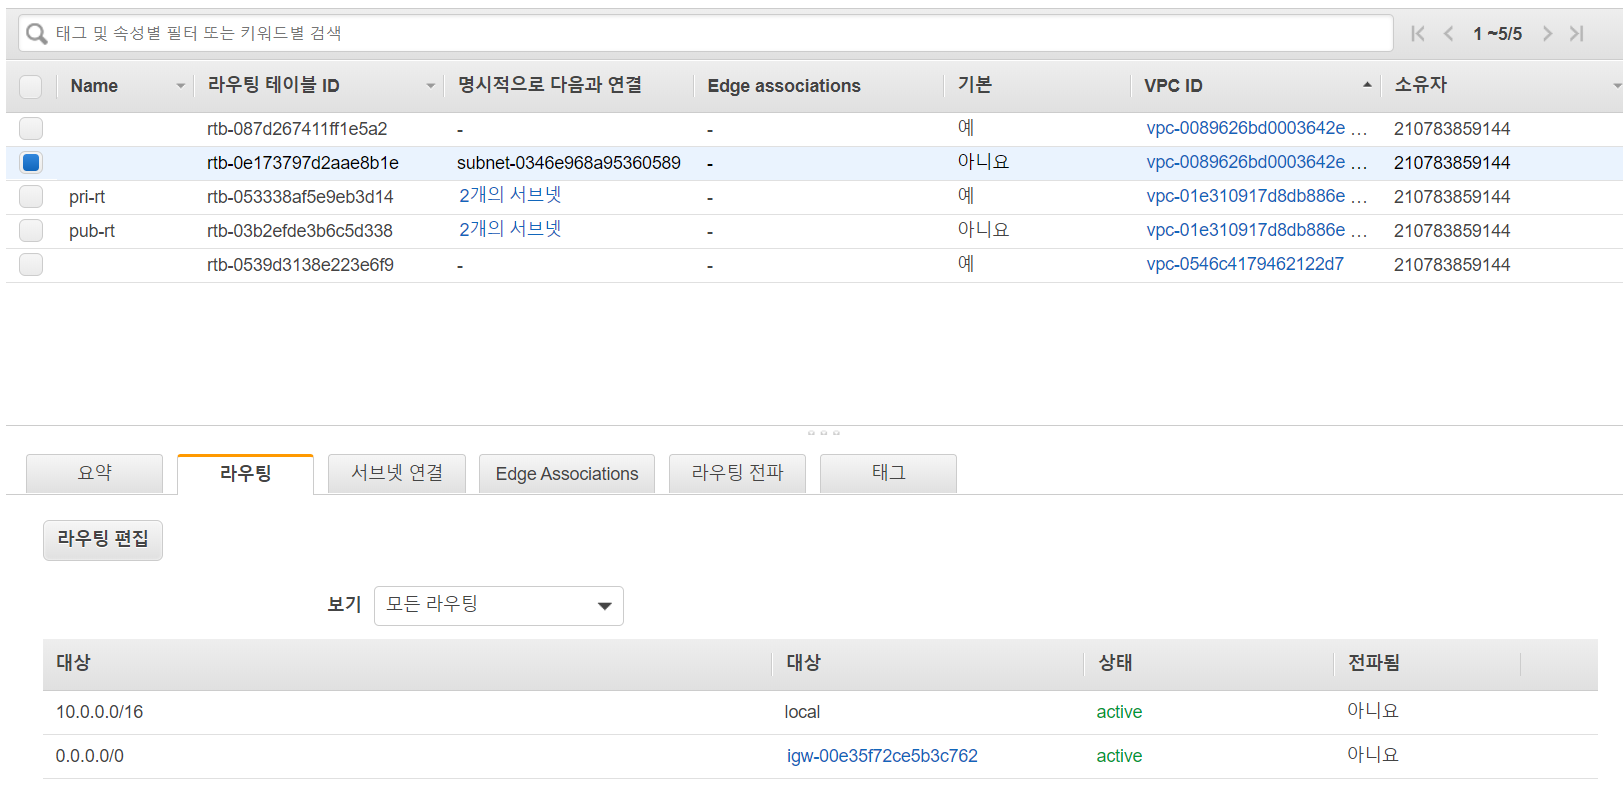 태그 및 속성별 필터 또는 키워드별 검색 1 ~5/5
Name 라우팅 테이블 ID 명시적으로 다음과 연결 Edge associations 기본 VPC ID 소유자
rtb-087d267411ff1e5a2 - - 예 vpc-0089626bd0003642e ... 210783859144
rtb-0e173797d2aae8b1e subnet-0346e968a95360589 - 아니요 vpc-0089626bd0003642e ... 210783859144
pri-rt rtb-053338af5e9eb3d14 2개의 서브넷 - 예 vpc-01e310917d8db886e ... 210783859144
pub-rt rtb-03b2efde3b6c5d338 2개의 서브넷 - 아니요 vpc-01e310917d8db886e ... 210783859144
rtb-0539d3138e223e6f9 - - 예 vpc-0546c4179462122d7 210783859144
요약 라우팅 서브넷 연결 Edge Associations 라우팅 전파 태그
라우팅 편집
보기 모든 라우팅
대상 대상 상태 전파됨
10.0.0.0/16 local active 아니요
0.0.0.0/0 igw-00e35f72ce5b3c762 active 아니요